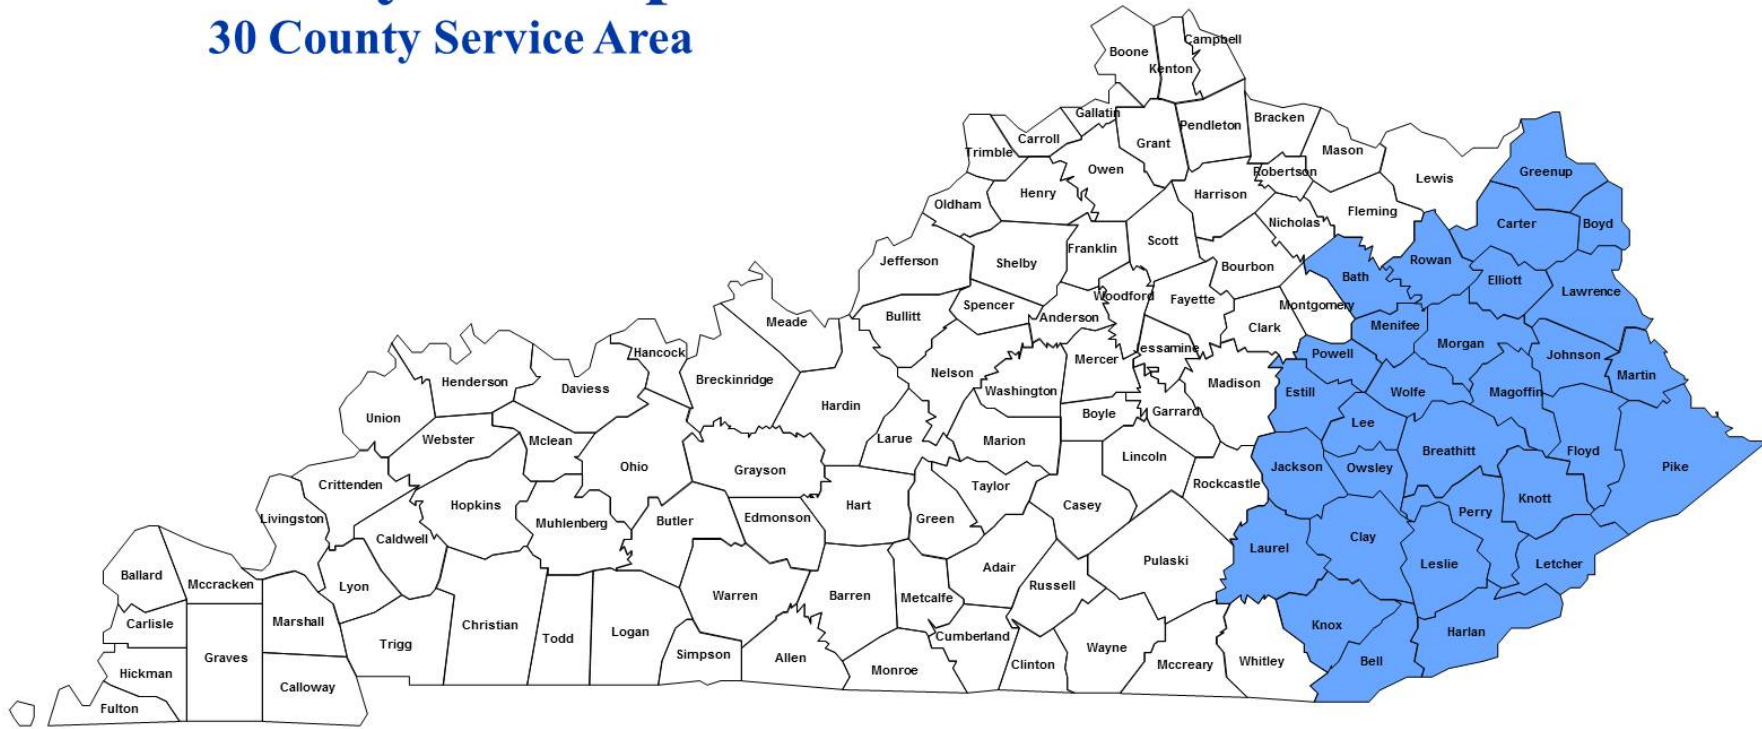 30 County Service Area
Boone
Campbell
Kenton
Gallatin
Carroll
Trimble
Grant
Pendleton
Bracken
Mason
Lewis
Greenup
Owen
Robertson
Henry
Harrison
Fleming
Oldham
Nicholas
Carter
Boyd
Jefferson
Shelby
Franklin
Scott
Bourbon
Bath
Rowan
Elliott
Lawrence
Spencer
Anderson
Woodford
Fayette
Montgomery
Meade
Bullitt
Clark
Menifee
Morgan
Johnson
Martin
Hancock
Nelson
Mercer
Jessamine
Powell
Henderson
Daviess
Breckinridge
Washington
Madison
Estill
Wolfe
Magoffin
Union
Hardin
Boyle
Garrard
Lee
Webster
Mclean
Larue
Marion
Lincoln
Breathitt
Floyd
Pike
Ohio
Grayson
Jackson
Owsley
Crittenden
Taylor
Rockcastle
Knott
Livingston
Hopkins
Muhlenberg
Butler
Edmonson
Hart
Green
Casey
Perry
Caldwell
Clay
Laurel
Leslie
Letcher
Ballard
Mccracken
Lyon
Adair
Russell
Pulaski
Warren
Barren
Metcalfe
Carlisle
Marshall
Christian
Todd
Logan
Cumberland
Knox
Harlan
Trigg
Graves
Simpson
Allen
Monroe
Clinton
Wayne
Mccreary
Whitley
Bell
Hickman
Calloway
Fulton